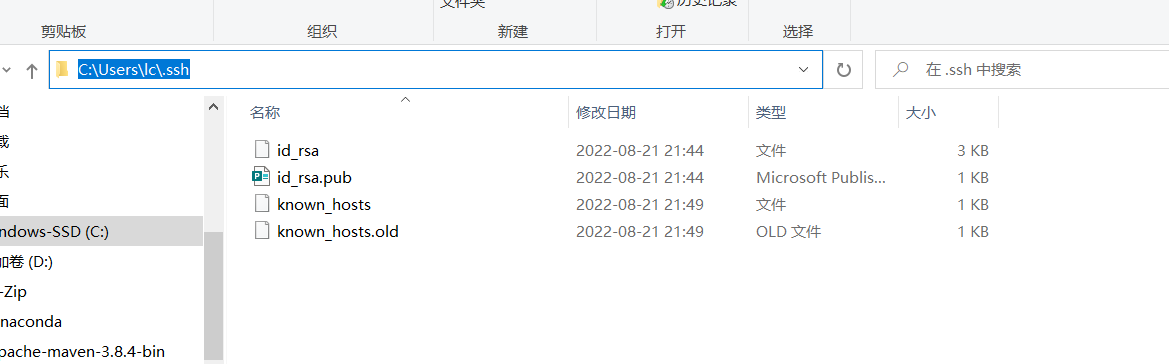 文件夹
历史记录
剪贴板 组织 新建 打开 选择
C:\Users\lc\.ssh 在 .ssh 中搜索
名称 修改日期 类型 大小
id_rsa 2022-08-21 21:44 文件 3 KB
id_rsa.pub 2022-08-21 21:44 Microsoft Publis... 1 KB
known_hosts 2022-08-21 21:49 文件 1 KB
known_hosts.old 2022-08-21 21:49 OLD 文件 1 KB
当
载
乐
面
ndows-SSD (C:)
加卷 (D:)
-Zip
naconda
pache-maven-3.8.4-bin